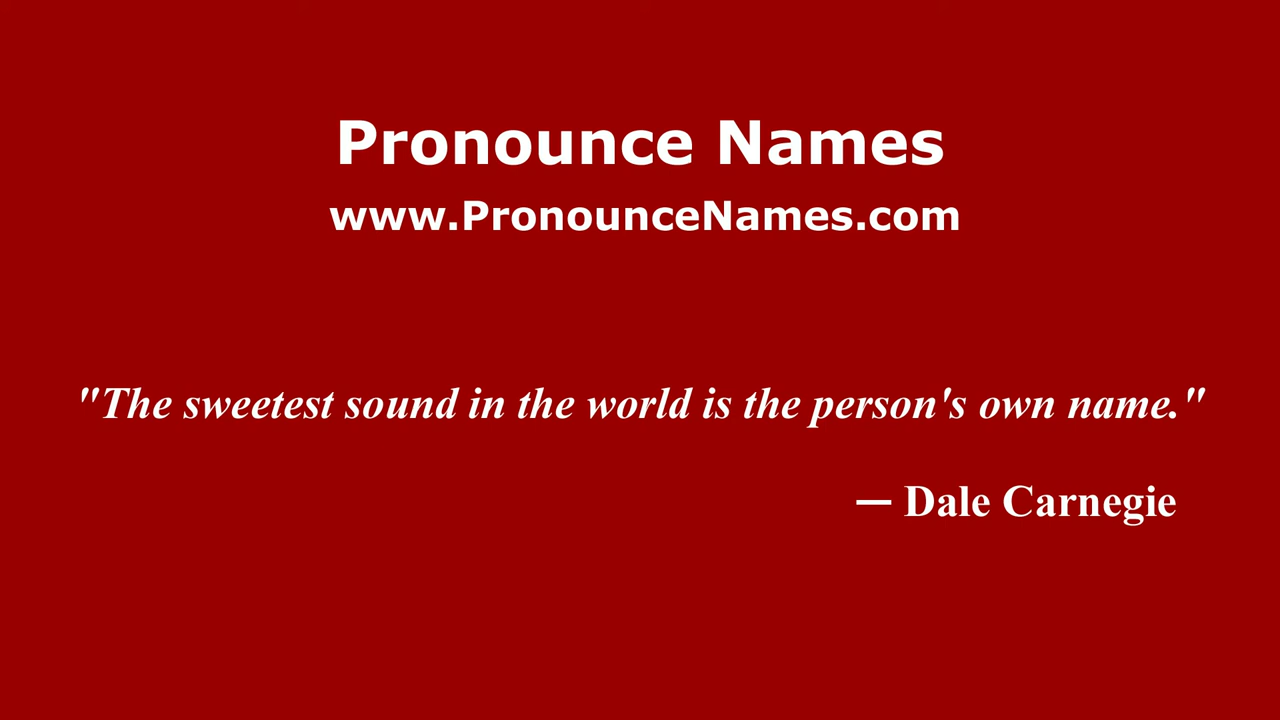 Pronounce Names
www.PronounceNames.com
"The sweetest sound in the world is the person's own name."
— Dale Carnegie